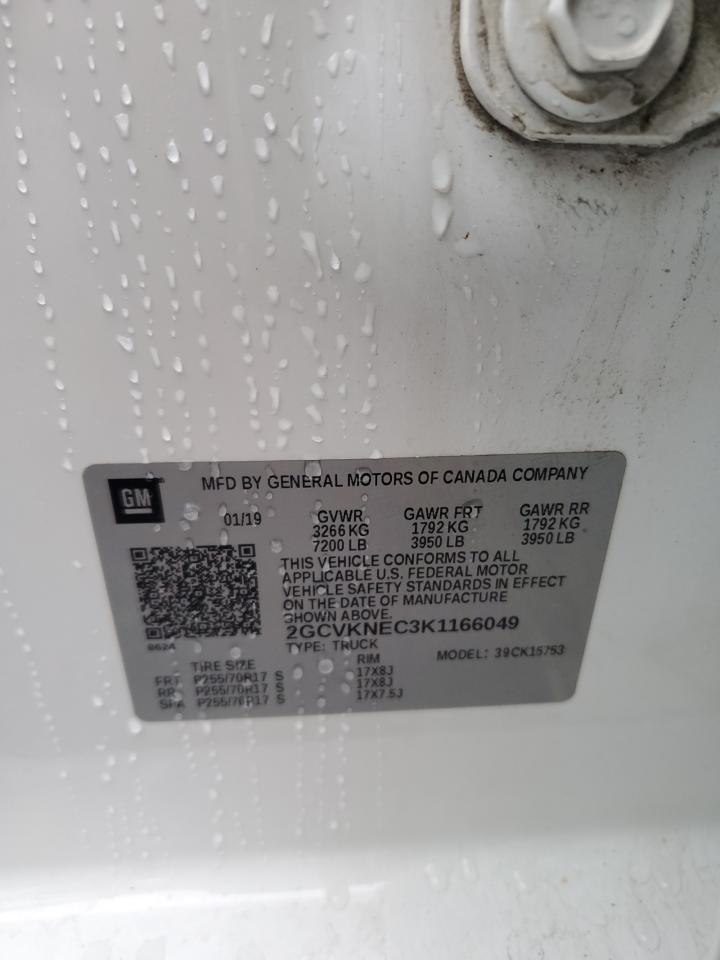 GM
MFD BY GENERAL MOTORS OF CANADA COMPANY
01/19 GVWR GAWR FRT GAWR RR
3266 KG 1792 KG 1792 KG
7200 LB 3950 LB 3950 LB
THIS VEHICLE CONFORMS TO ALL
APPLICABLE U.S. FEDERAL MOTOR
VEHICLE SAFETY STANDARDS IN EFFECT
ON THE DATE OF MANUFACTURE
SHOWN ABOVE.
2GCVKNEC3K1166049
TYPE: TRUCK MODEL: 39CK15753
8624
TIRE SIZE RIM
FRT P255/70R17 S 17X8J
RR P255/70R17 S 17X8J
SPA P255/70R17 S 17X7.5J